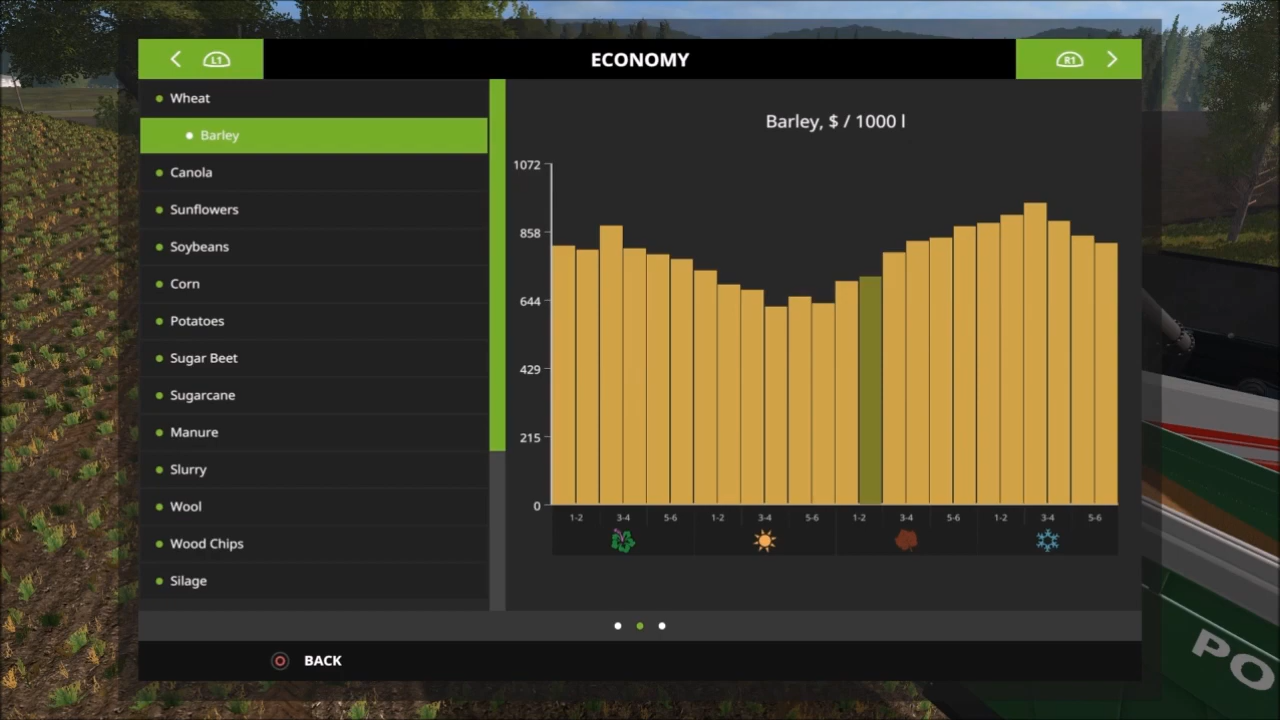 L1
ECONOMY
R1
Wheat
Barley
Canola
Sunflowers
Soybeans
Corn
Potatoes
Sugar Beet
Sugarcane
Manure
Slurry
Wool
Wood Chips
Silage
Barley, $ / 1000 l
1072
858
644
429
215
0
1-2 3-4 5-6 1-2 3-4 5-6 1-2 3-4 5-6 1-2 3-4 5-6
BACK
PO